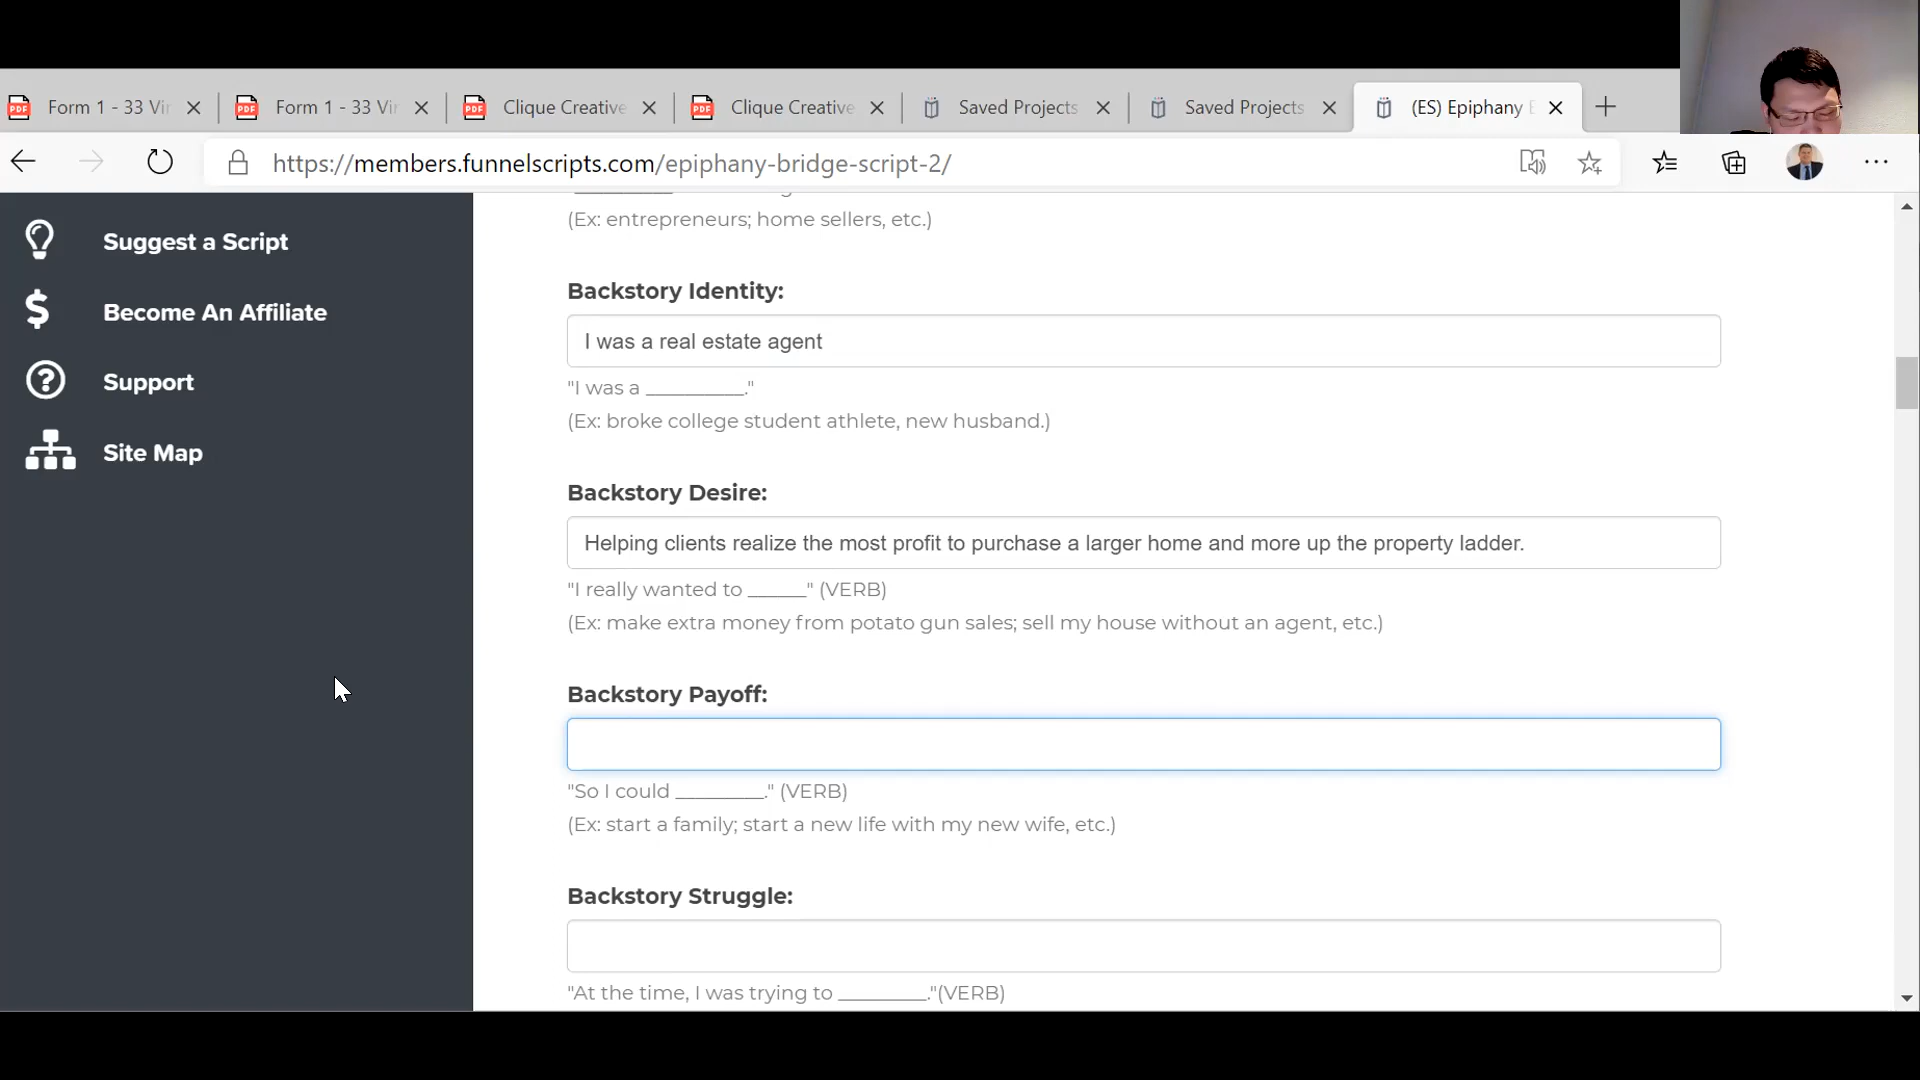 Form 1 - 33 Vir
Form 1 - 33 Vir
Clique Creative
Clique Creative
Saved Projects
Saved Projects
(ES) Epiphany
https://members.funnelscripts.com/epiphany-bridge-script-2/
Suggest a Script
Become An Affiliate
Support
Site Map
(Ex: entrepreneurs; home sellers, etc.)
Backstory Identity:
I was a real estate agent
"I was a __________."
(Ex: broke college student athlete, new husband.)
Backstory Desire:
Helping clients realize the most profit to purchase a larger home and more up the property ladder.
"I really wanted to ______" (VERB)
(Ex: make extra money from potato gun sales; sell my house without an agent, etc.)
Backstory Payoff:
"So I could _________." (VERB)
(Ex: start a family; start a new life with my new wife, etc.)
Backstory Struggle:
"At the time, I was trying to _________."(VERB)